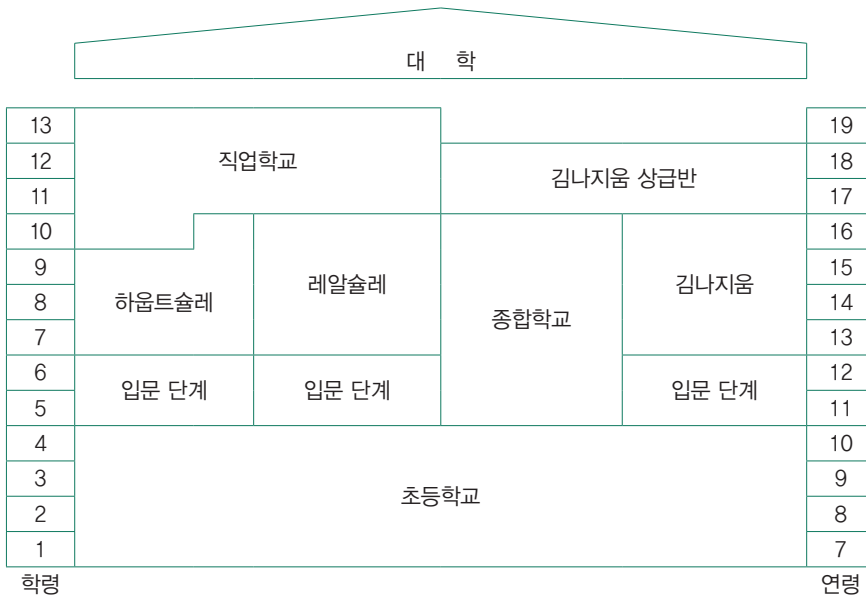 대 학
13 19
12 직업학교 18
김나지움 상급반
11 17
10 16
9 15
레알슐레 김나지움
8 하웁트슐레 14
종합학교
7 13
6 12
입문 단계 입문 단계 입문 단계
5 11
4 10
3 9
초등학교
2 8
1 7
학령 연령